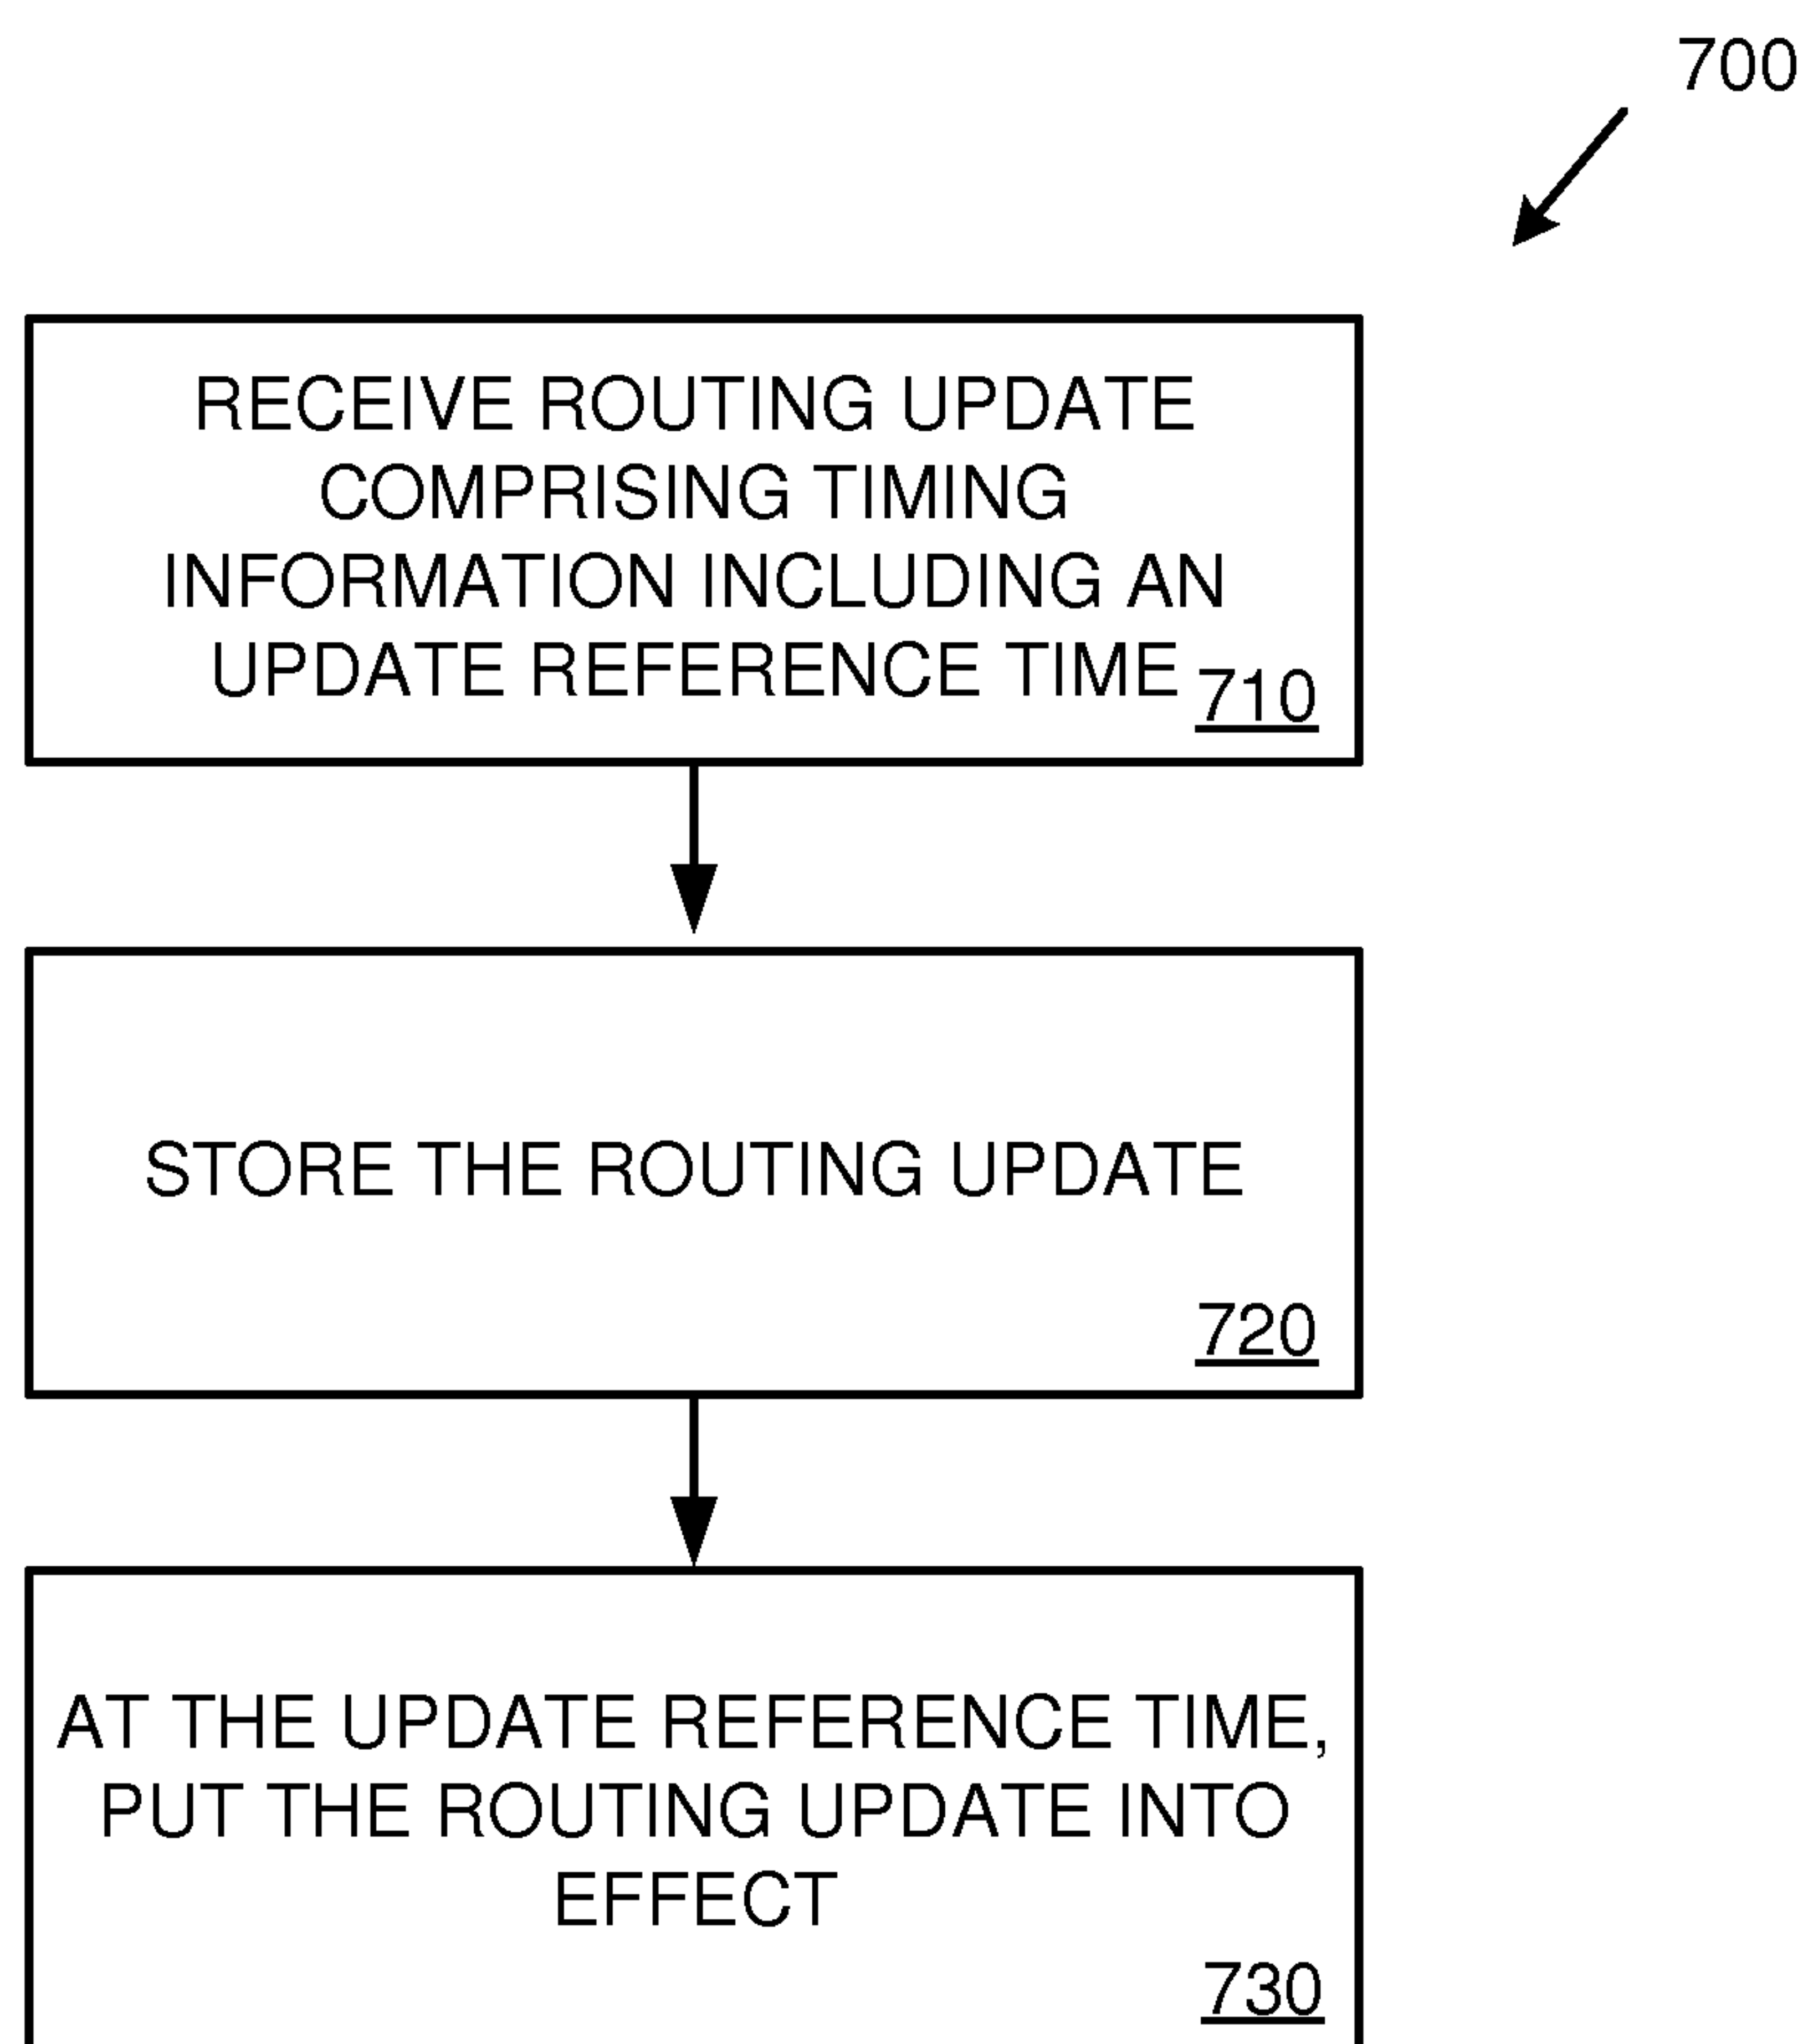 700
RECEIVE ROUTING UPDATE
COMPRISING TIMING
INFORMATION INCLUDING AN
UPDATE REFERENCE TIME
710
STORE THE ROUTING UPDATE
720
AT THE UPDATE REFERENCE TIME,
PUT THE ROUTING UPDATE INTO
EFFECT
730